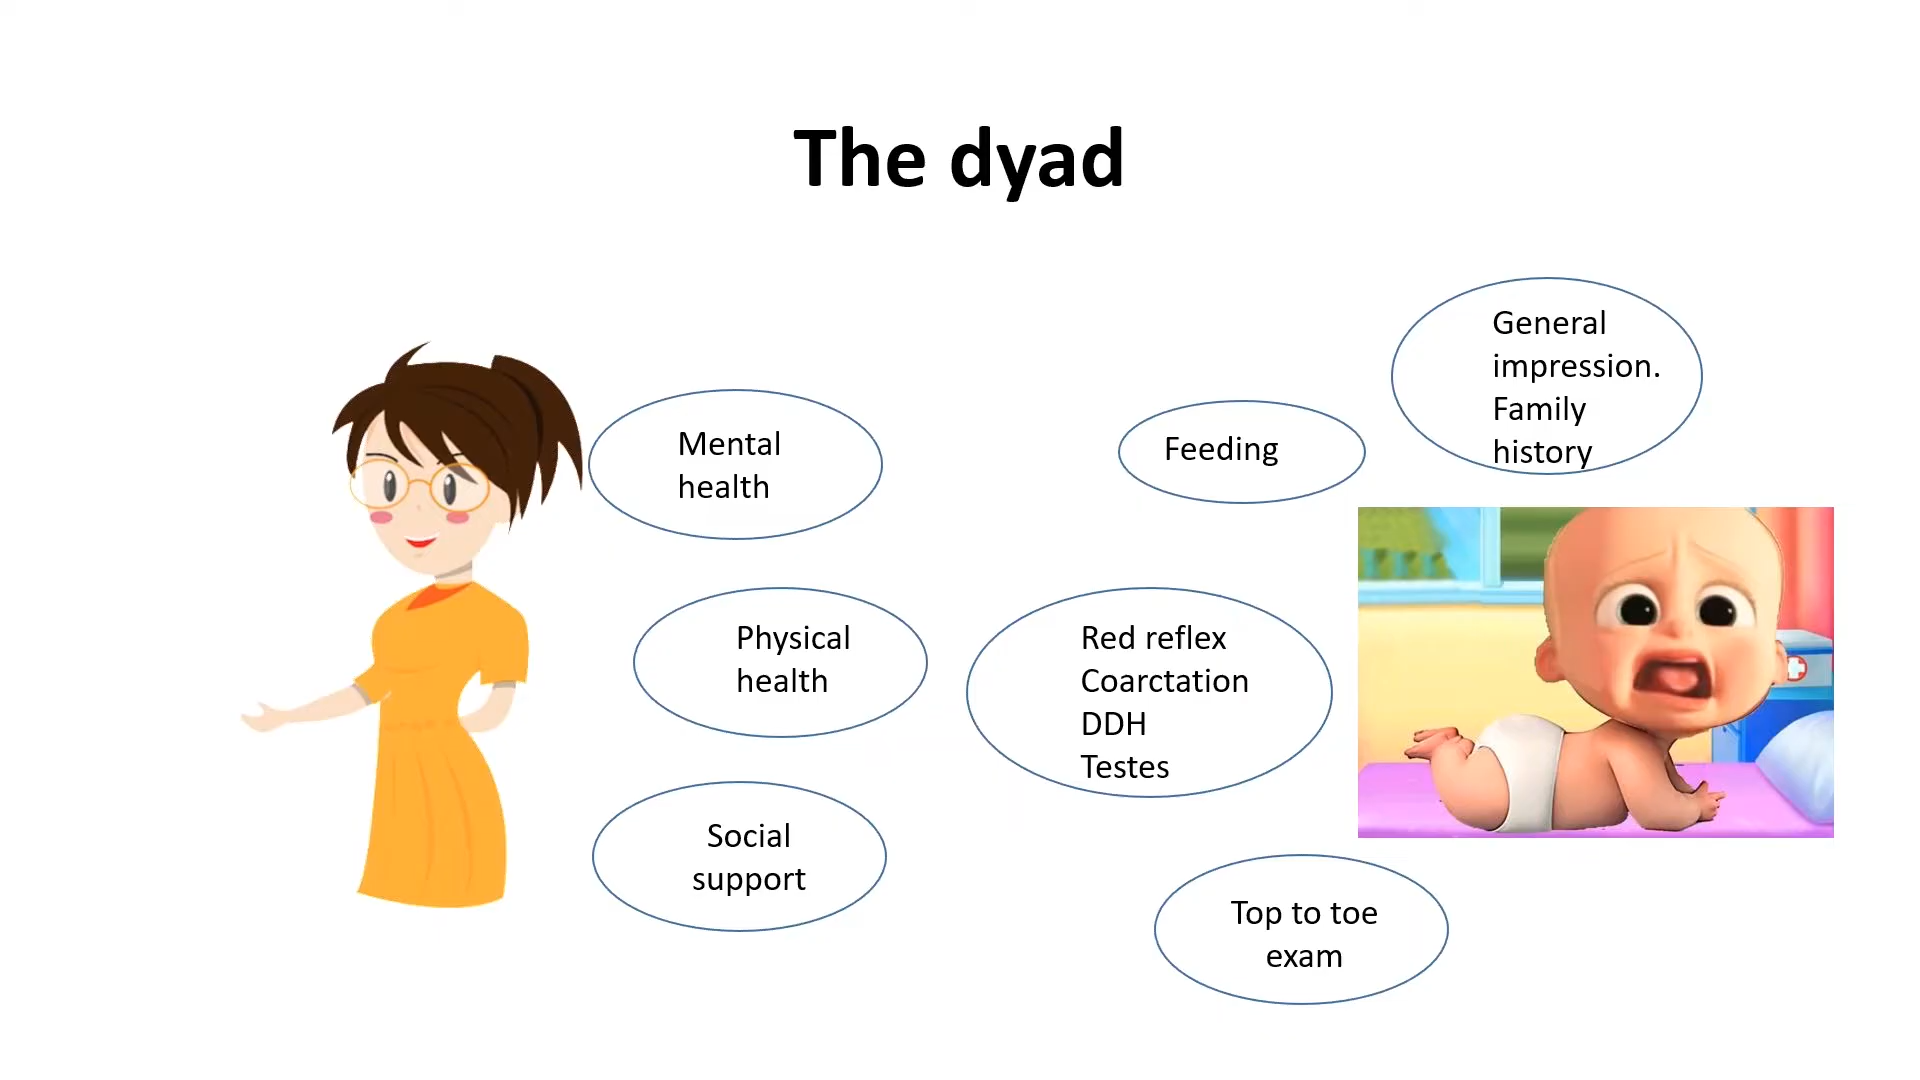 The dyad
Mental
health
Physical
health
Social
support
Feeding
General
impression.
Family
history
Red reflex
Coarctation
DDH
Testes
Top to toe
exam